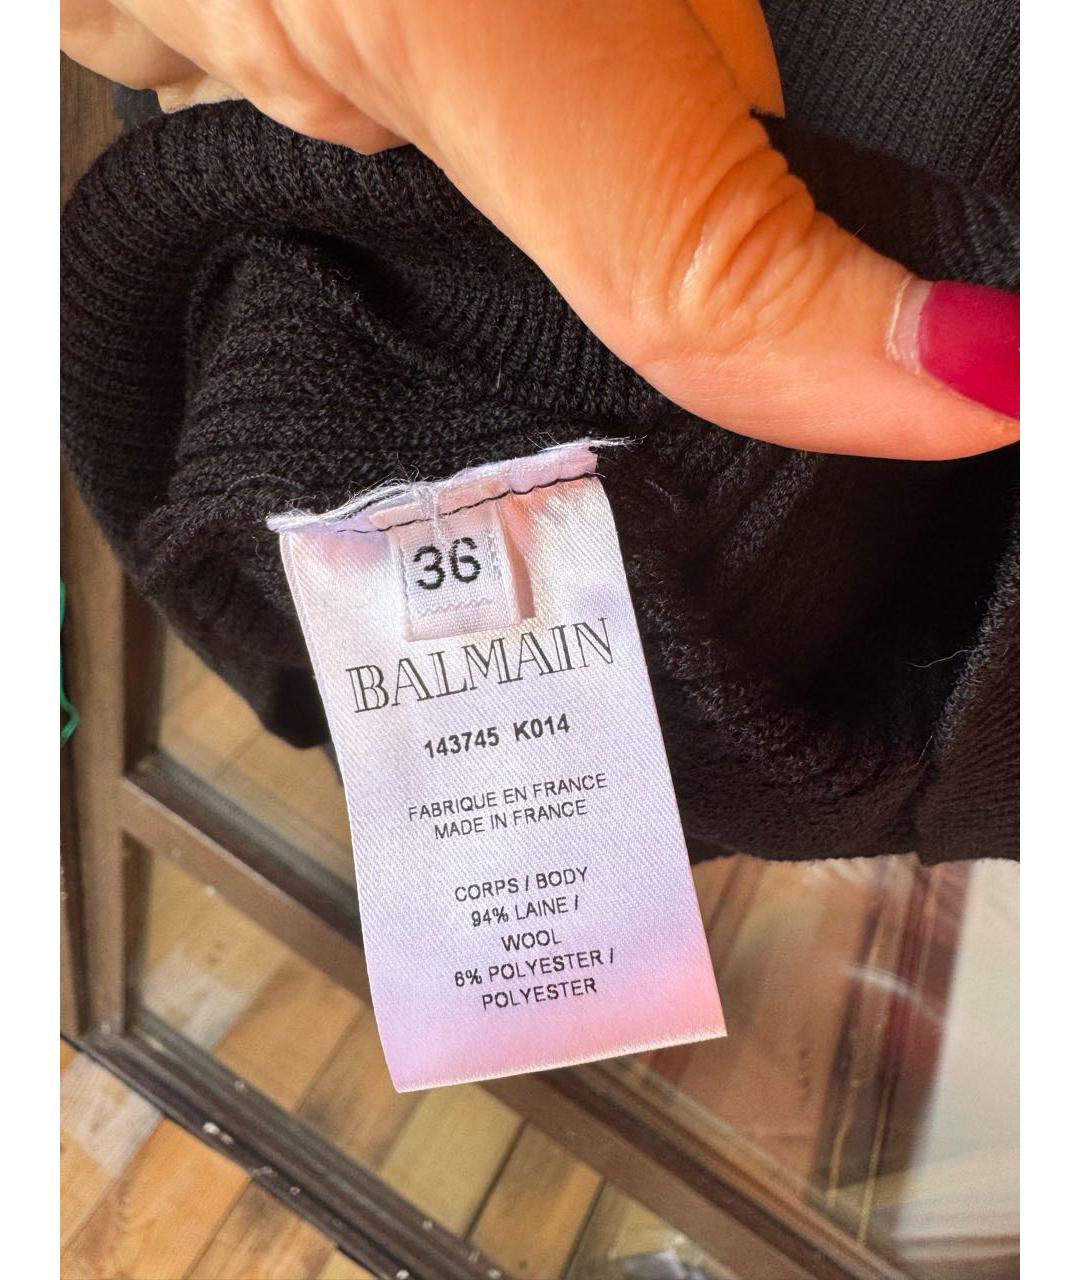 36
BALMAIN
143745 K014
FABRIQUE EN FRANCE
MADE IN FRANCE
CORPS / BODY
94% LAINE /
WOOL
6% POLYESTER /
POLYESTER